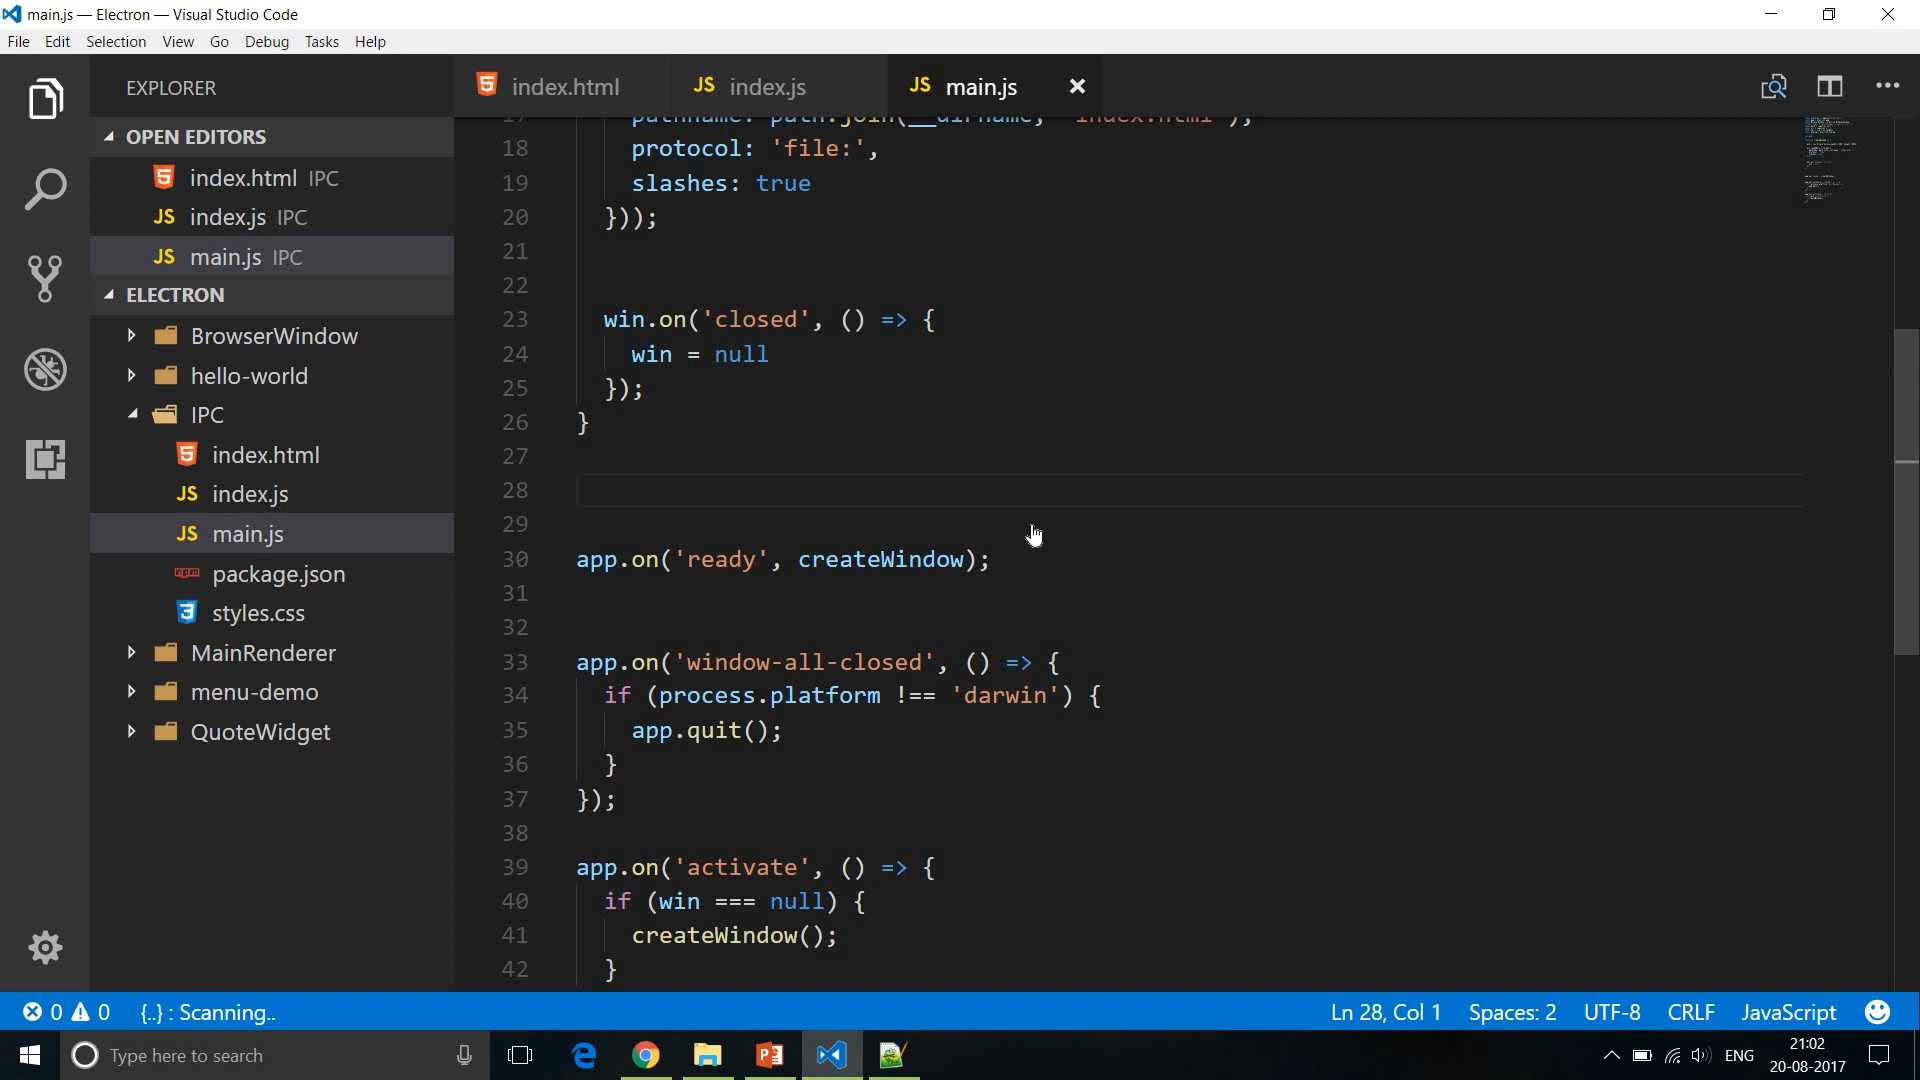 main.js — Electron — Visual Studio Code
File Edit Selection View Go Debug Tasks Help
EXPLORER
OPEN EDITORS
index.html IPC
JS index.js IPC
JS main.js IPC
ELECTRON
BrowserWindow
hello-world
IPC
index.html
JS index.js
JS main.js
package.json
styles.css
MainRenderer
menu-demo
QuoteWidget
index.html JS index.js JS main.js
17 pathname: path.join(__dirname, 'index.html'),
18 protocol: 'file:',
19 slashes: true
20 }));
21
22
23 win.on('closed', () => {
24 win = null
25 });
26 }
27
28
29
30 app.on('ready', createWindow);
31
32
33 app.on('window-all-closed', () => {
34 if (process.platform !== 'darwin') {
35 app.quit();
36 }
37 });
38
39 app.on('activate', () => {
40 if (win === null) {
41 createWindow();
42 }
0 0 {..} : Scanning.. Ln 28, Col 1 Spaces: 2 UTF-8 CRLF JavaScript
Type here to search
ENG
21:02
20-08-2017